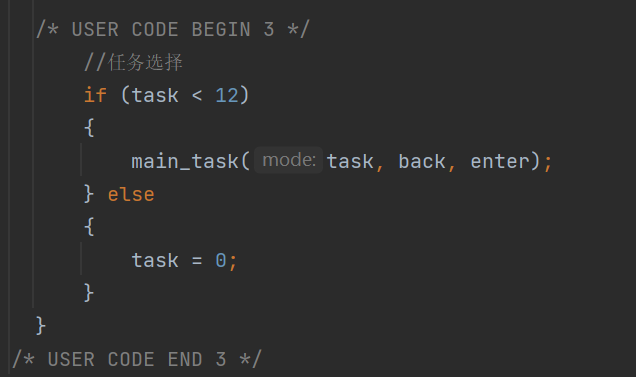 /* USER CODE BEGIN 3 */
//任务选择
if (task < 12)
{
main_task( mode: task, back, enter);
} else
{
task = 0;
}
}
/* USER CODE END 3 */